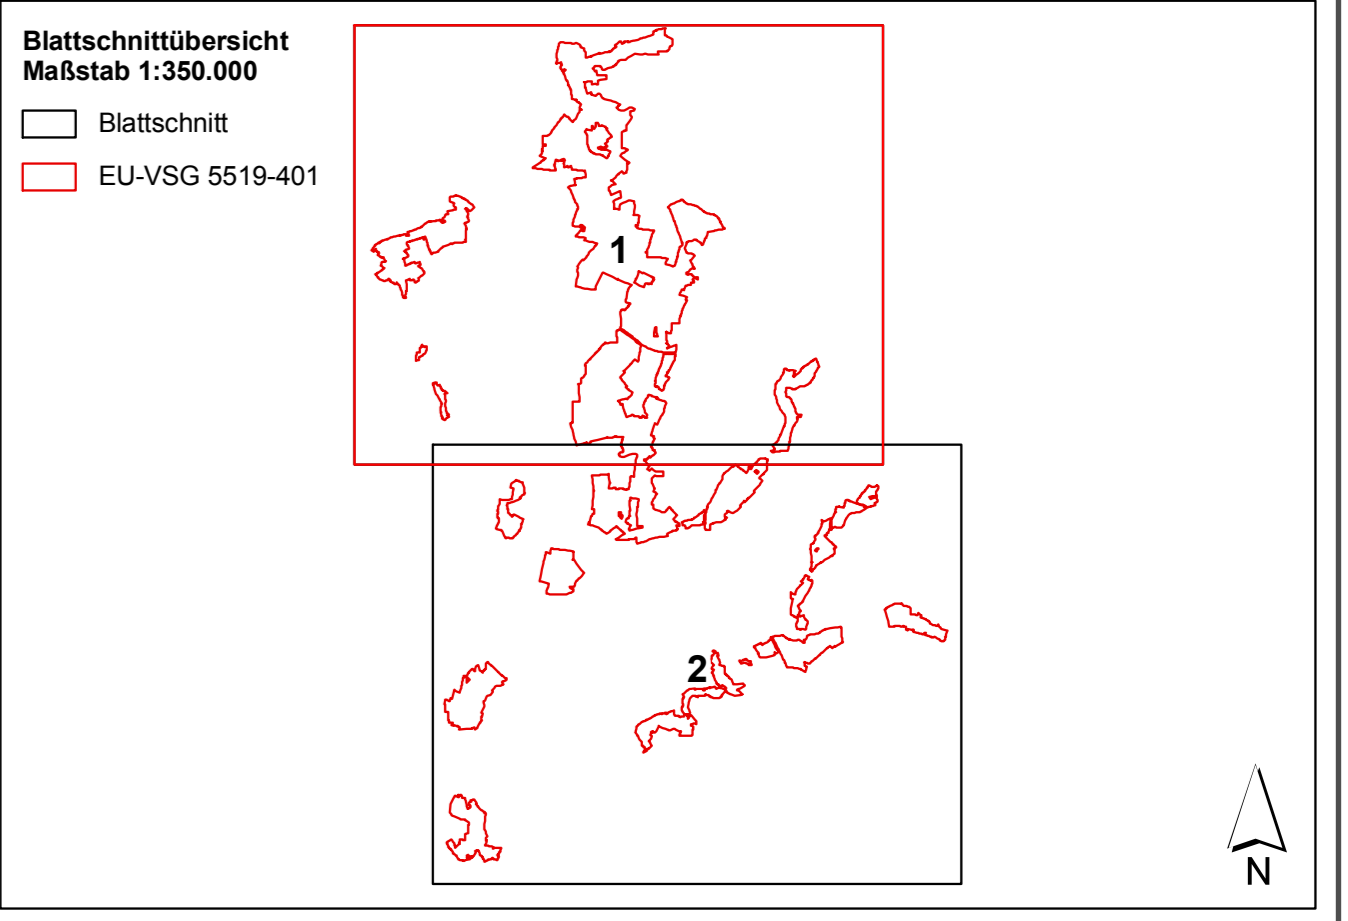 Blattschnittübersicht
Maßstab 1:350.000
Blattschnitt
EU-VSG 5519-401
1
2
N